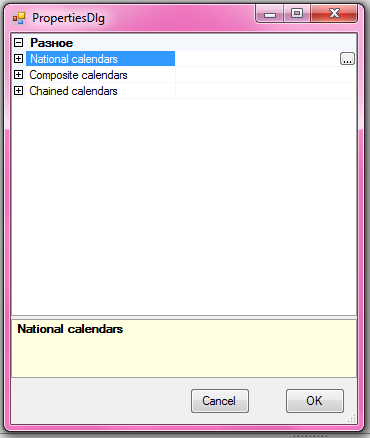 PropertiesDlg
Разное
National calendars
...
Composite calendars
Chained calendars
National calendars
Cancel OK